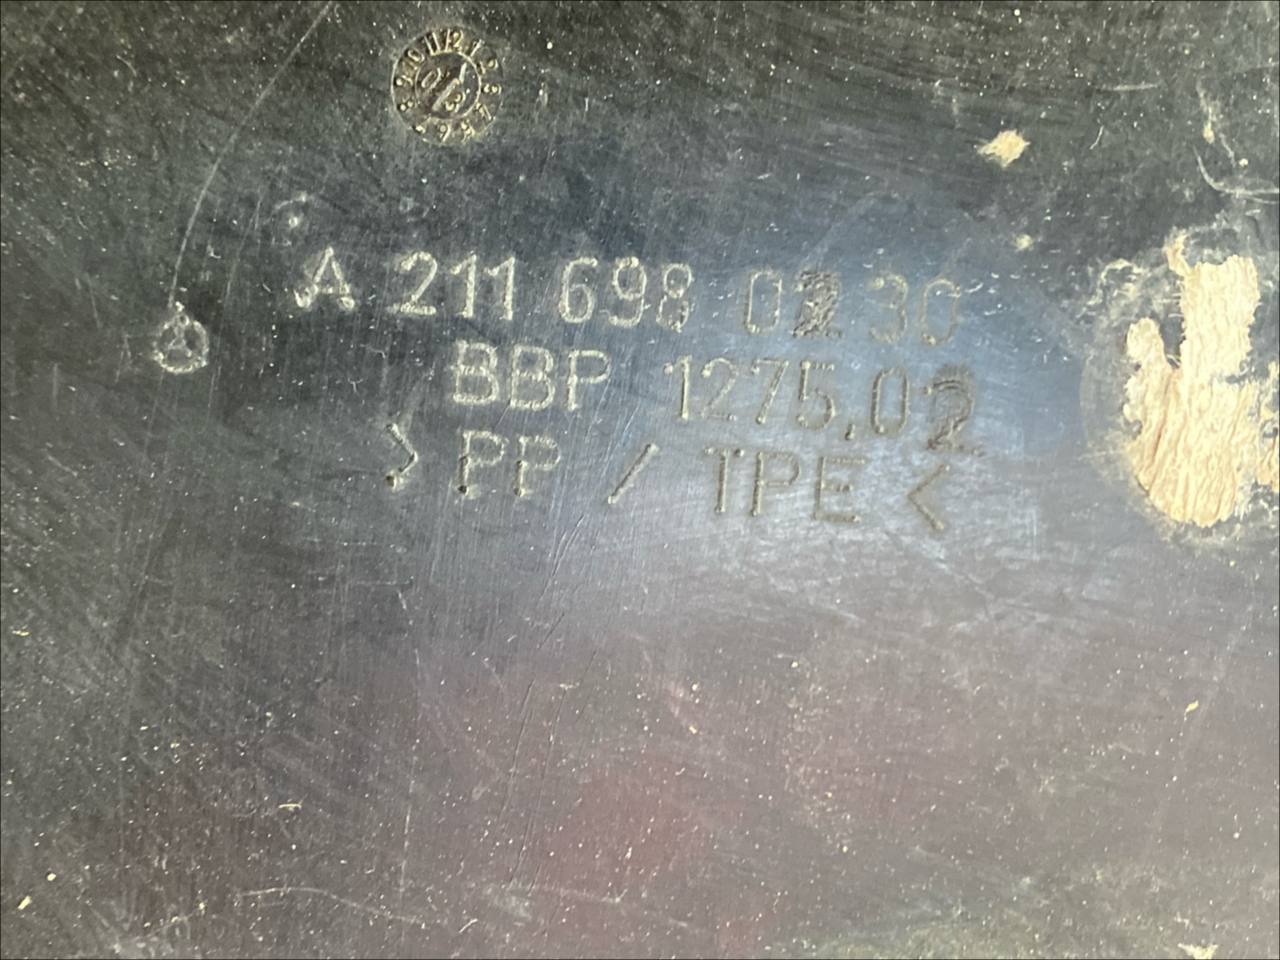 A 211 698 02 30
BBP 1275.02
> PP / TPE <